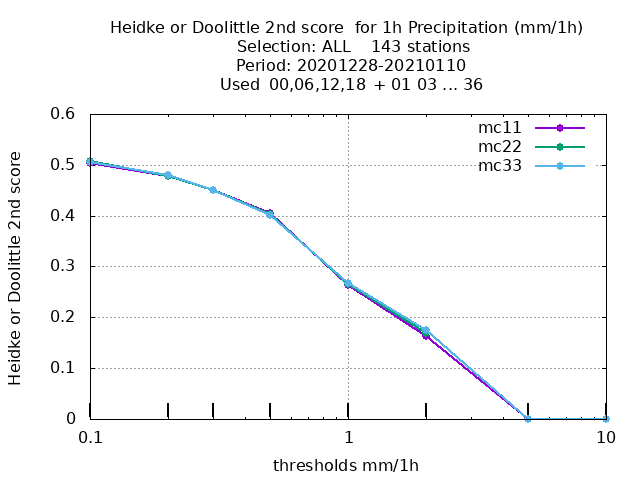 Heidke or Doolittle 2nd score  for 1h Precipitation (mm/1h)
Selection: ALL    143 stations
Period: 20201228-20210110
Used  00,06,12,18  + 01 03 ... 36
mc11
mc22
mc33
Heidke or Doolittle 2nd score
0.6
0.5
0.4
0.3
0.2
0.1
0
0.1
1
10
thresholds mm/1h